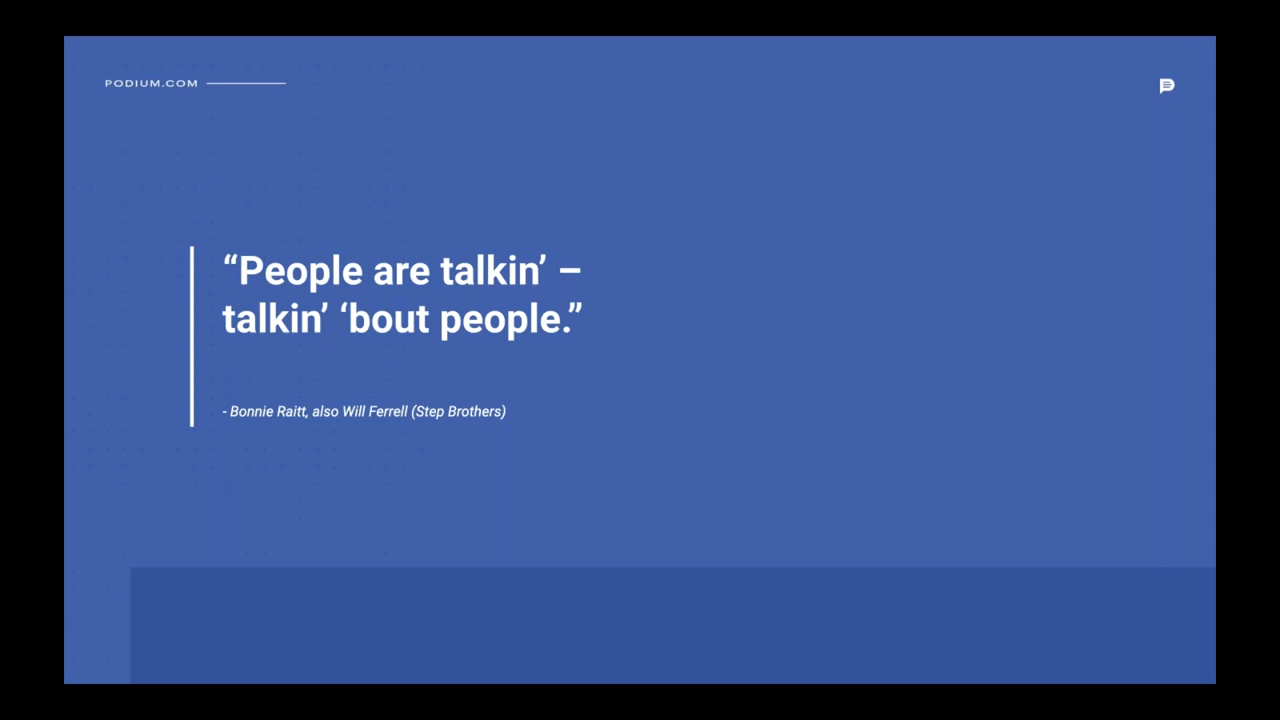 PODIUM.COM
“People are talkin’ –
talkin’ ‘bout people.”
- Bonnie Raitt, also Will Ferrell (Step Brothers)